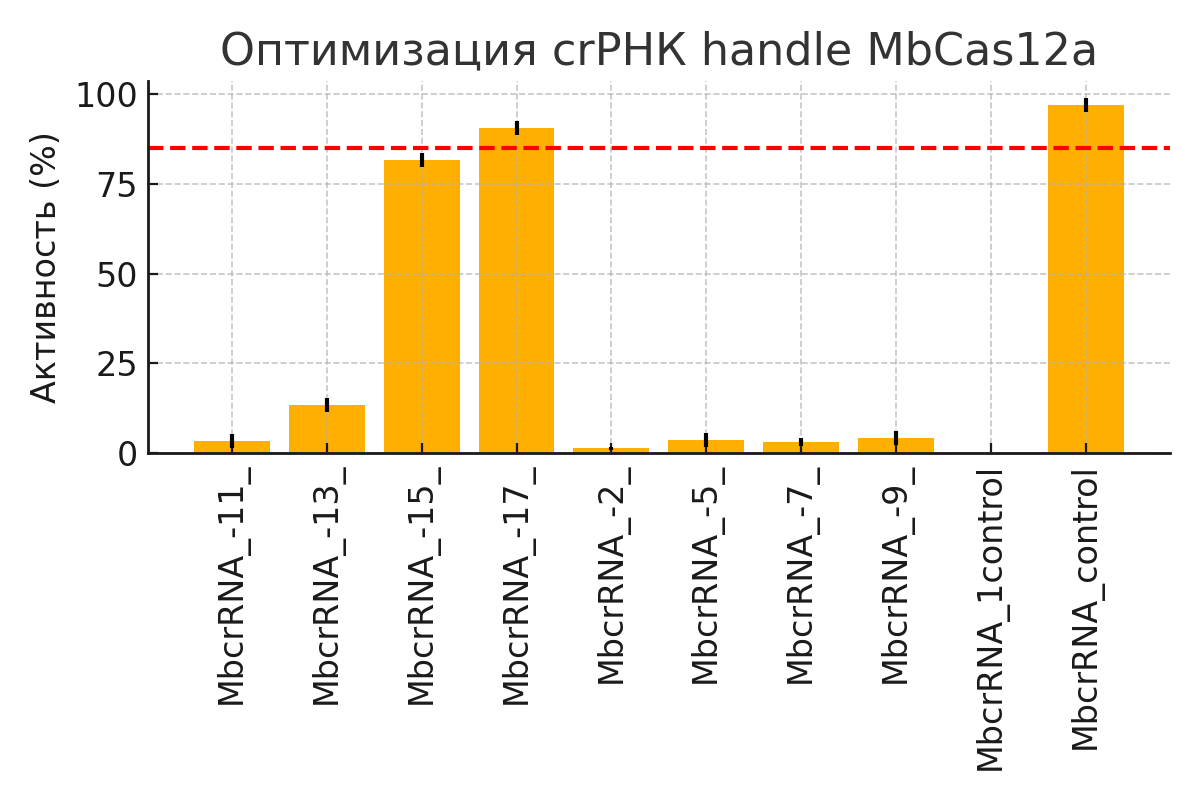 Оптимизация crРНК handle MbCas12a
Активность (%)
100
75
50
25
0
MbcrRNA_-11_
MbcrRNA_-13_
MbcrRNA_-15_
MbcrRNA_-17_
MbcrRNA_-2_
MbcrRNA_-5_
MbcrRNA_-7_
MbcrRNA_-9_
MbcrRNA_1control
MbcrRNA_control